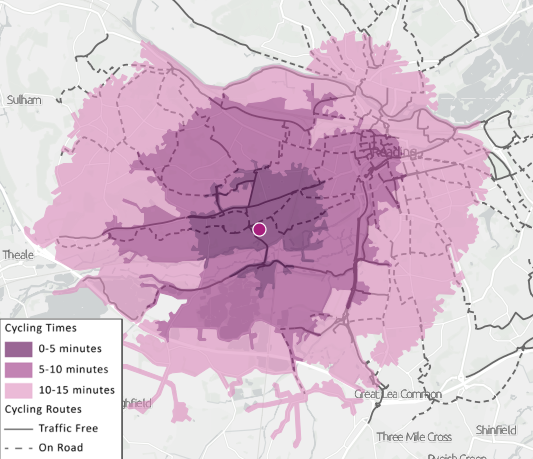 Sulham
Reading
Theale
Cycling Times
0-5 minutes
5-10 minutes
10-15 minutes
Cycling Routes
Traffic Free
On Road
ghfield
Great Lea Common
Three Mile Cross
Shinfield